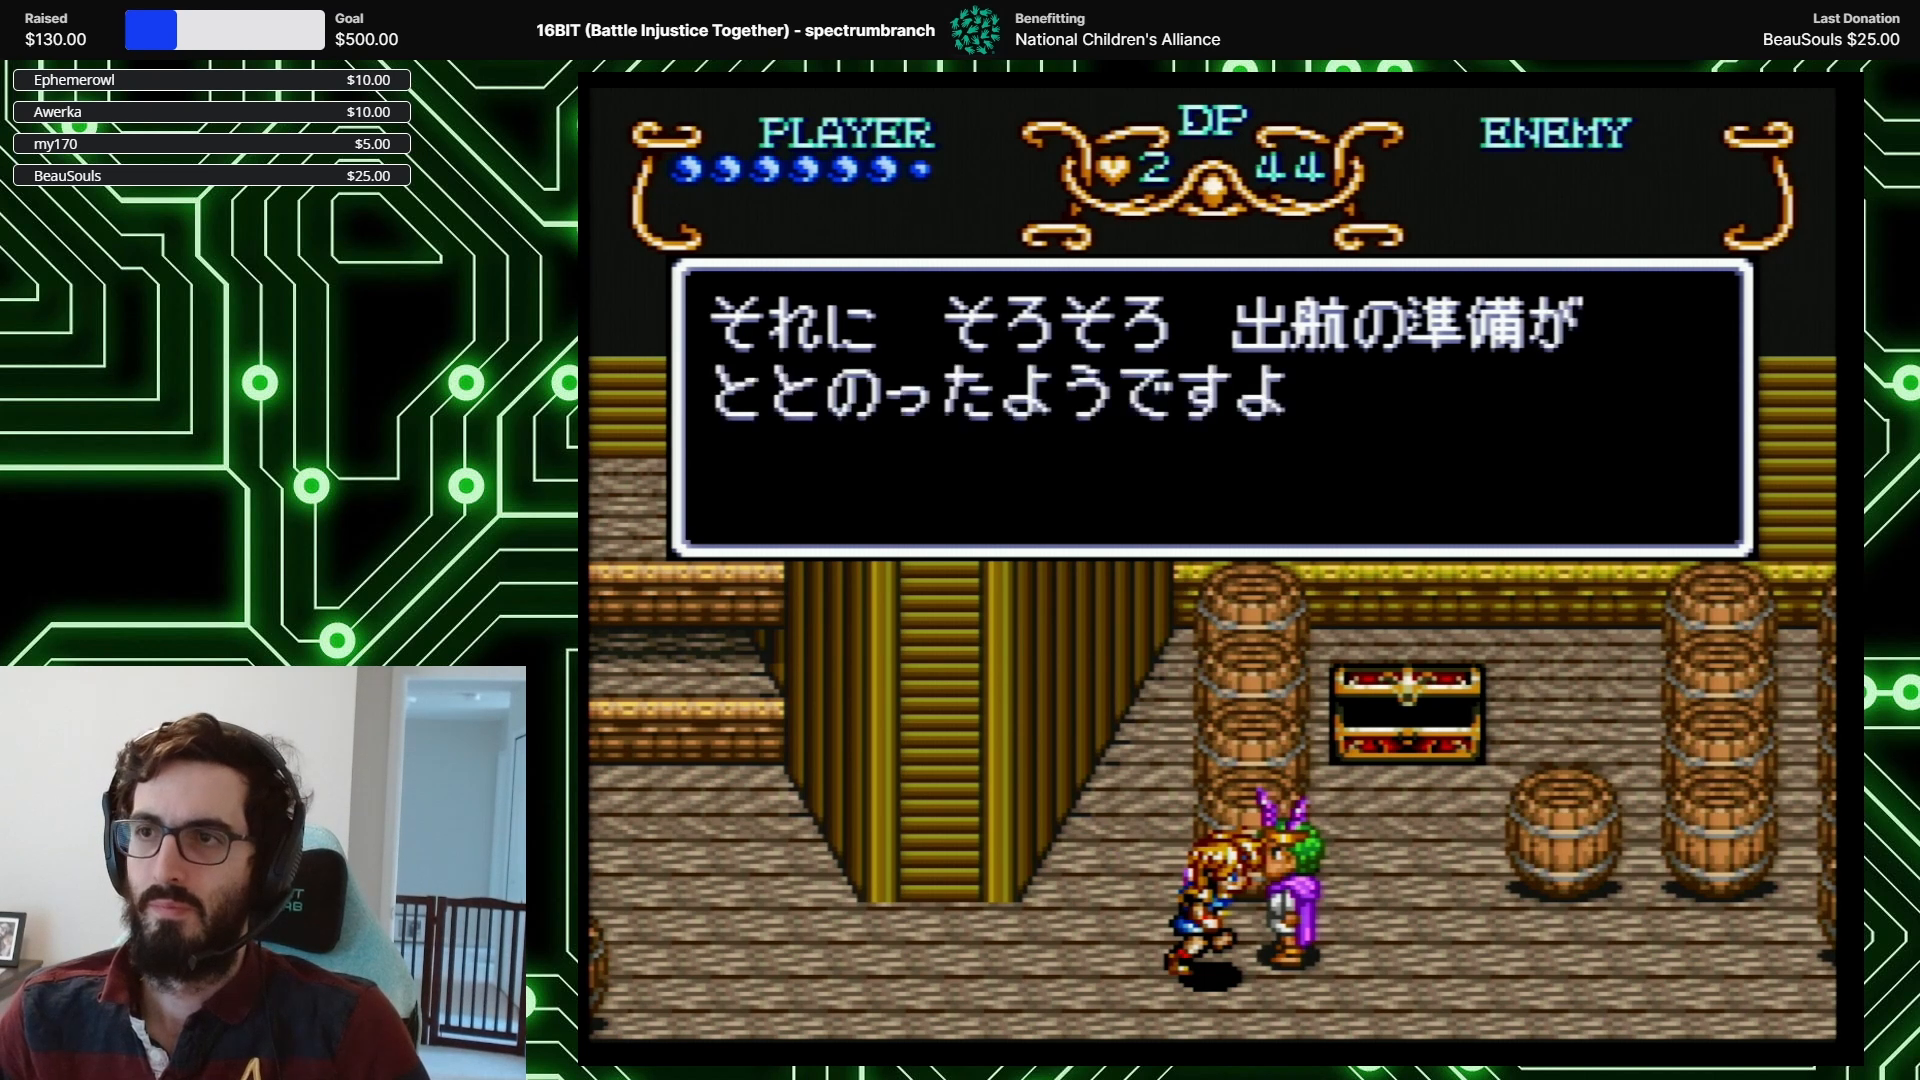 Raised
$130.00
Goal
$500.00
16BIT (Battle Injustice Together) - spectrumbranch
Benefitting
National Children's Alliance
Last Donation
BeauSouls $25.00
Ephemerowl $10.00
Awerka $10.00
my170 $5.00
BeauSouls $25.00
PLAYER
DP
2 44
ENEMY
それに　そろそろ　出航の準備が
ととのったようですよ